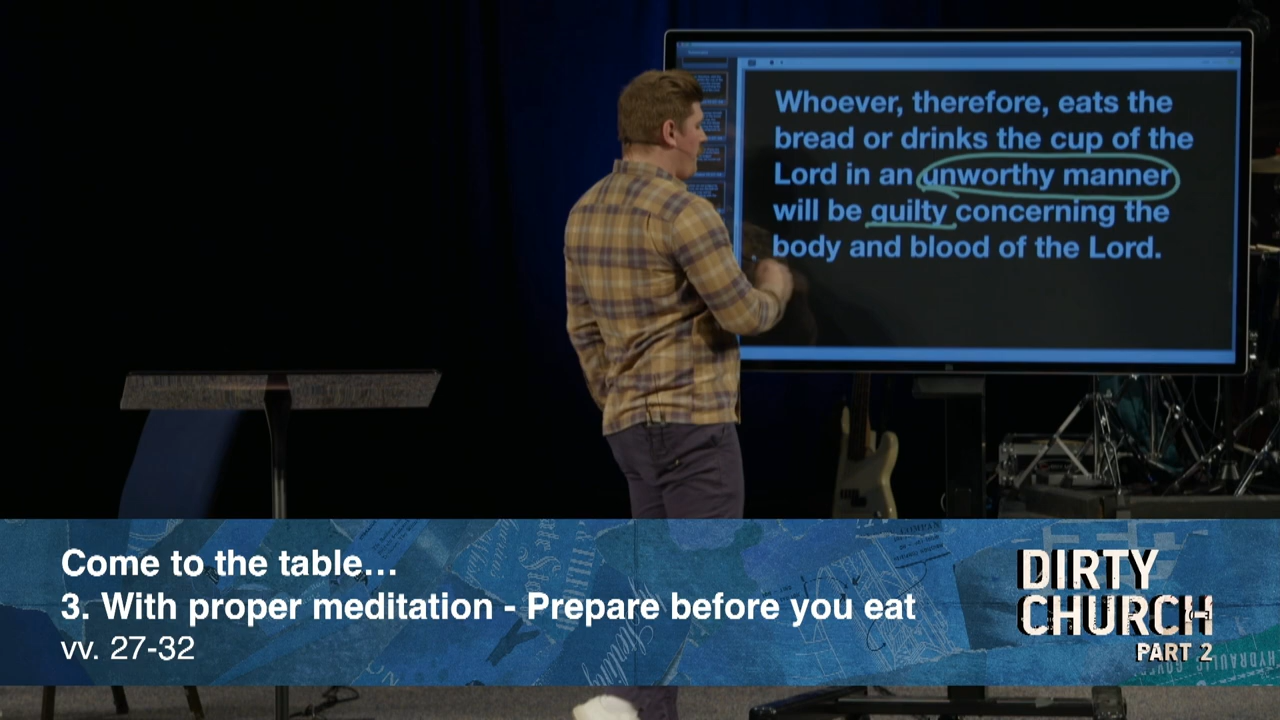 Whoever, therefore, eats the
bread or drinks the cup of the
Lord in an unworthy manner
will be guilty concerning the
body and blood of the Lord.
Come to the table...
3. With proper meditation - Prepare before you eat
vv. 27-32
DIRTY
CHURCH
PART 2